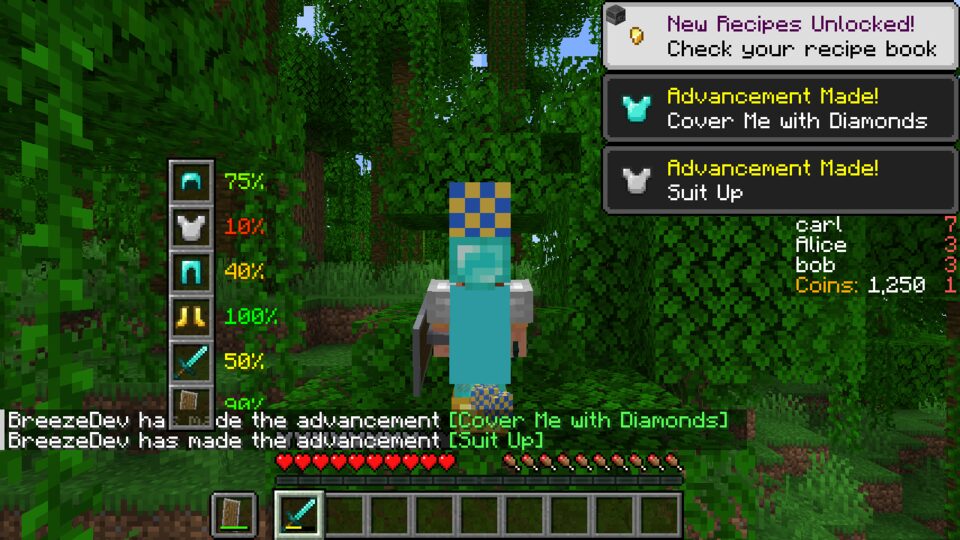 New Recipes Unlocked!
Check your recipe book
Advancement Made!
Cover Me with Diamonds
Advancement Made!
Suit Up
carl 7
Alice 3
bob 3
Coins: 1,250 1
75%
10%
40%
100%
50%
90%
BreezeDev has made the advancement [Cover Me with Diamonds]
BreezeDev has made the advancement [Suit Up]